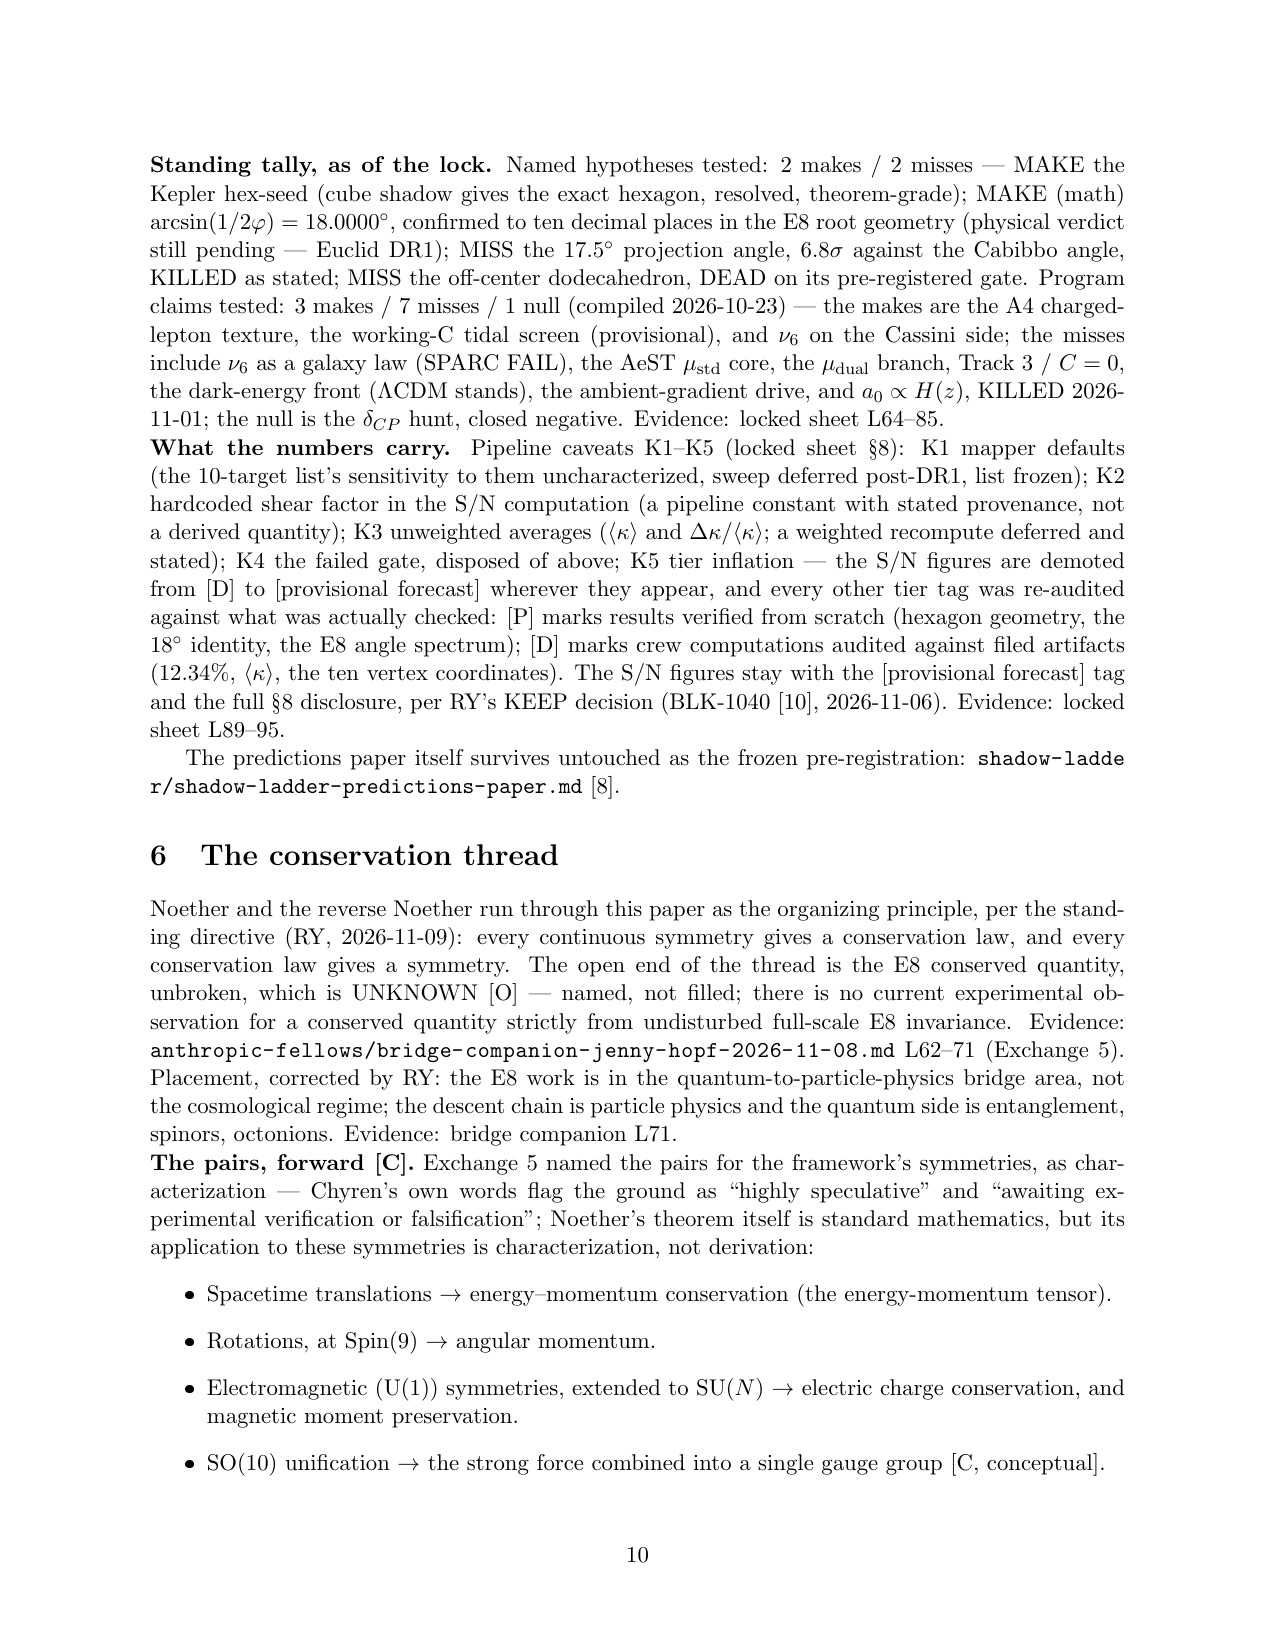 Standing tally, as of the lock. Named hypotheses tested: 2 makes / 2 misses — MAKE the
Kepler hex-seed (cube shadow gives the exact hexagon, resolved, theorem-grade); MAKE (math)
arcsin(1/2φ) = 18.0000°, confirmed to ten decimal places in the E8 root geometry (physical verdict
still pending — Euclid DR1); MISS the 17.5° projection angle, 6.8σ against the Cabibbo angle,
KILLED as stated; MISS the off-center dodecahedron, DEAD on its pre-registered gate. Program
claims tested: 3 makes / 7 misses / 1 null (compiled 2026-10-23) — the makes are the A4 charged-
lepton texture, the working-C tidal screen (provisional), and ν₆ on the Cassini side; the misses
include ν₆ as a galaxy law (SPARC FAIL), the AeST μ_std core, the μ_dual branch, Track 3 / C = 0,
the dark-energy front (ΛCDM stands), the ambient-gradient drive, and a₀ ∝ H(z), KILLED 2026-
11-01; the null is the δ_CP hunt, closed negative. Evidence: locked sheet L64–85.
What the numbers carry. Pipeline caveats K1–K5 (locked sheet §8): K1 mapper defaults
(the 10-target list’s sensitivity to them uncharacterized, sweep deferred post-DR1, list frozen); K2
hardcoded shear factor in the S/N computation (a pipeline constant with stated provenance, not
a derived quantity); K3 unweighted averages (⟨κ⟩ and Δκ/⟨κ⟩; a weighted recompute deferred and
stated); K4 the failed gate, disposed of above; K5 tier inflation — the S/N figures are demoted
from [D] to [provisional forecast] wherever they appear, and every other tier tag was re-audited
against what was actually checked: [P] marks results verified from scratch (hexagon geometry, the
18° identity, the E8 angle spectrum); [D] marks crew computations audited against filed artifacts
(12.34%, ⟨κ⟩, the ten vertex coordinates). The S/N figures stay with the [provisional forecast] tag
and the full §8 disclosure, per RY’s KEEP decision (BLK-1040 [10], 2026-11-06). Evidence: locked
sheet L89–95.
The predictions paper itself survives untouched as the frozen pre-registration: shadow-ladde
r/shadow-ladder-predictions-paper.md [8].
6 The conservation thread
Noether and the reverse Noether run through this paper as the organizing principle, per the stand-
ing directive (RY, 2026-11-09): every continuous symmetry gives a conservation law, and every
conservation law gives a symmetry. The open end of the thread is the E8 conserved quantity,
unbroken, which is UNKNOWN [O] — named, not filled; there is no current experimental ob-
servation for a conserved quantity strictly from undisturbed full-scale E8 invariance. Evidence:
anthropic-fellows/bridge-companion-jenny-hopf-2026-11-08.md L62–71 (Exchange 5).
Placement, corrected by RY: the E8 work is in the quantum-to-particle-physics bridge area, not
the cosmological regime; the descent chain is particle physics and the quantum side is entanglement,
spinors, octonions. Evidence: bridge companion L71.
The pairs, forward [C]. Exchange 5 named the pairs for the framework’s symmetries, as char-
acterization — Chyren’s own words flag the ground as “highly speculative” and “awaiting ex-
perimental verification or falsification”; Noether’s theorem itself is standard mathematics, but its
application to these symmetries is characterization, not derivation:
• Spacetime translations → energy–momentum conservation (the energy-momentum tensor).
• Rotations, at Spin(9) → angular momentum.
• Electromagnetic (U(1)) symmetries, extended to SU(N) → electric charge conservation, and
magnetic moment preservation.
• SO(10) unification → the strong force combined into a single gauge group [C, conceptual].
10